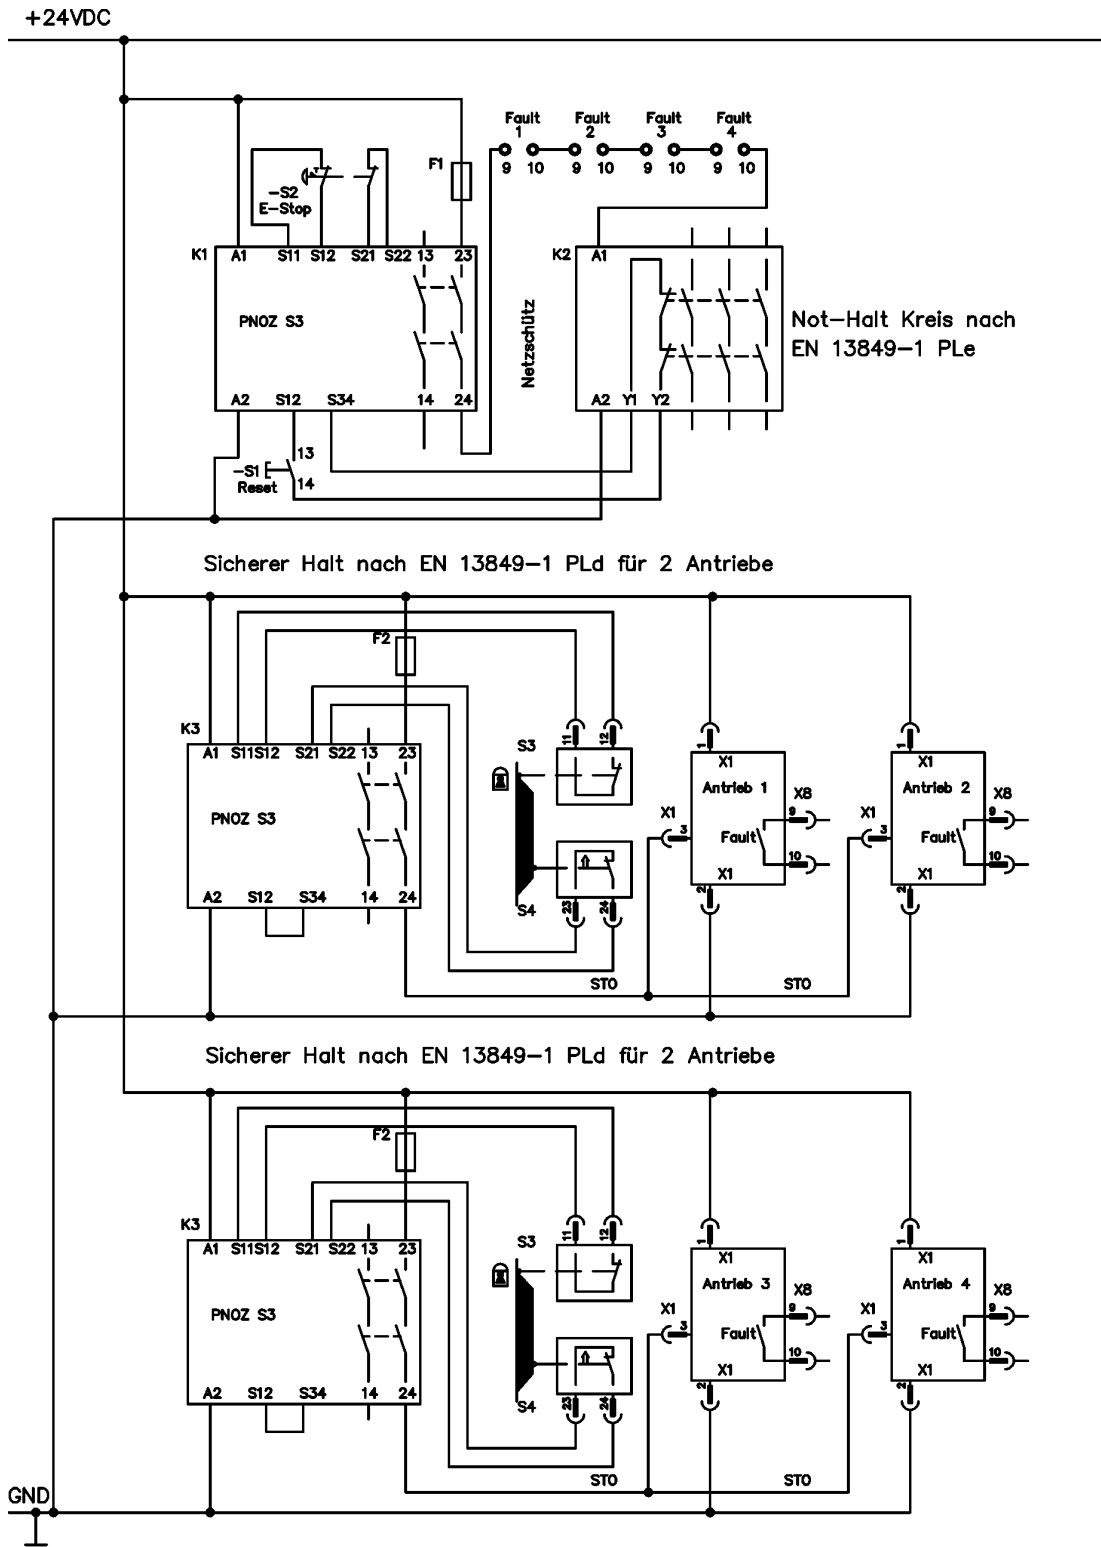 +24VDC
Fault 1 Fault 2 Fault 3 Fault 4
9 10 9 10 9 10 9 10
F1
-S2
E-Stop
K1 A1 S11 S12 S21 S22 13 23
K2 A1
PNOZ S3
Netzschütz
Not-Halt Kreis nach
EN 13849-1 PLe
A2 S12 S34 14 24
A2 Y1 Y2
-S1
Reset
13
14
Sicherer Halt nach EN 13849-1 PLd für 2 Antriebe
F2
K3
A1 S11 S12 S21 S22 13 23
PNOZ S3
A2 S12 S34 14 24
S3
11 12
S4
23 24
X1 3
1
X1
Antrieb 1
X8
9
Fault
10
X1
2
X1 3
1
X1
Antrieb 2
X8
9
Fault
10
X1
2
STO STO
Sicherer Halt nach EN 13849-1 PLd für 2 Antriebe
F2
K3
A1 S11 S12 S21 S22 13 23
PNOZ S3
A2 S12 S34 14 24
S3
11 12
S4
23 24
X1 3
1
X1
Antrieb 3
X8
9
Fault
10
X1
2
X1 3
1
X1
Antrieb 4
X8
9
Fault
10
X1
2
STO STO
GND